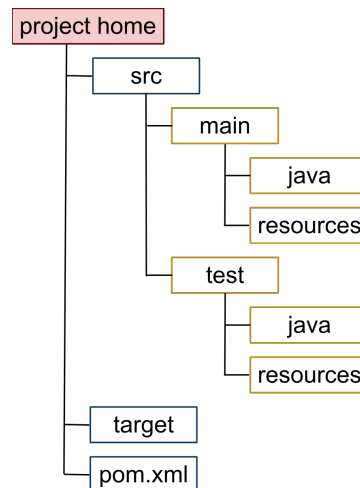 project home
src
main
java
resources
test
java
resources
target
pom.xml